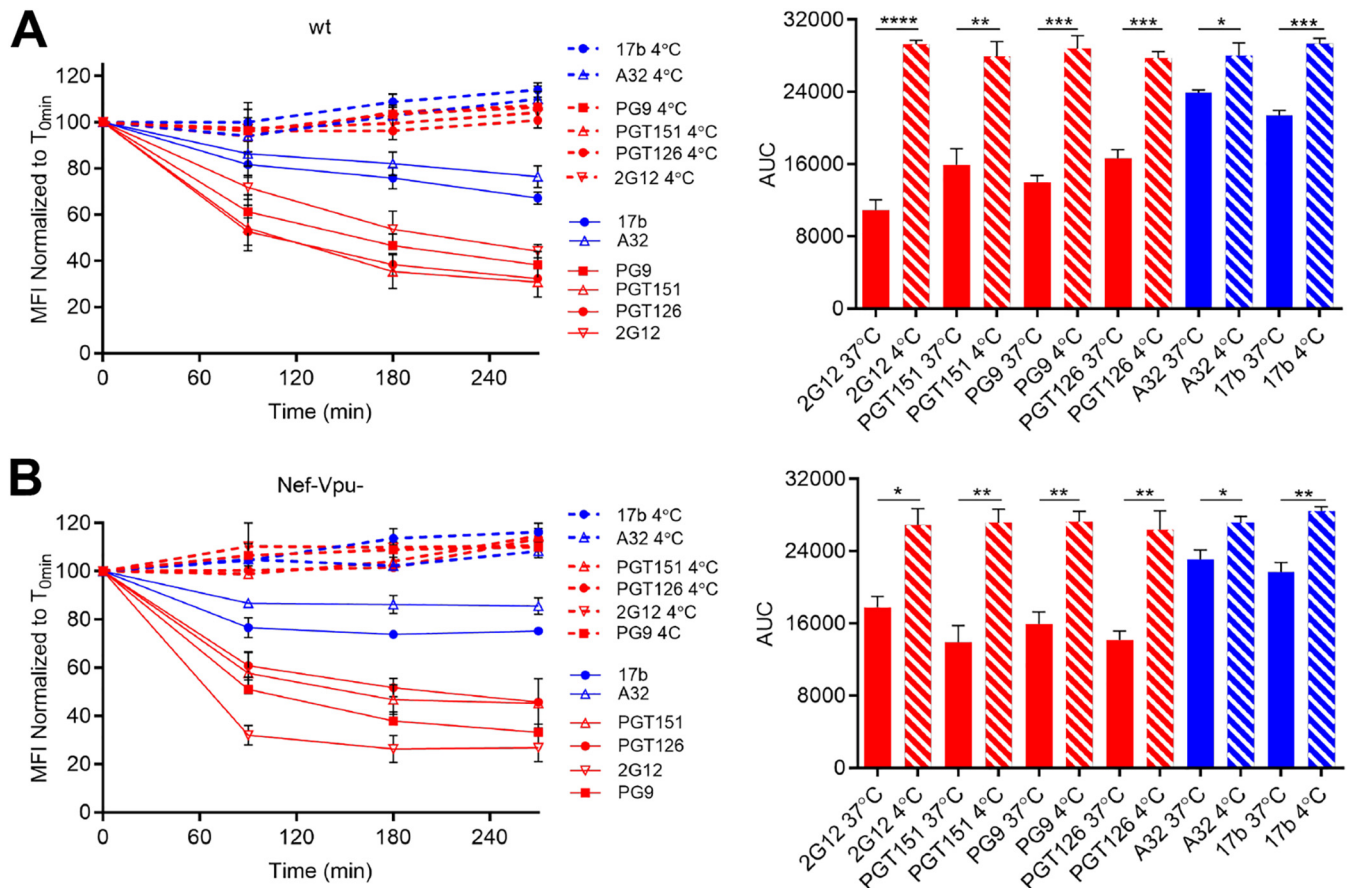 A
wt
MFI Normalized to T0min
120
100
80
60
40
20
0
0
60
120
180
240
Time (min)
17b 4°C
A32 4°C
PG9 4°C
PGT151 4°C
PGT126 4°C
2G12 4°C
17b
A32
PG9
PGT151
PGT126
2G12
AUC
32000
24000
16000
8000
0
**** ** *** *** * ***
2G12 37°C
2G12 4°C
PGT151 37°C
PGT151 4°C
PG9 37°C
PG9 4°C
PGT126 37°C
PGT126 4°C
A32 37°C
A32 4°C
17b 37°C
17b 4°C
B
Nef-Vpu-
MFI Normalized to T0min
120
100
80
60
40
20
0
0
60
120
180
240
Time (min)
17b 4°C
A32 4°C
PGT151 4°C
PGT126 4°C
2G12 4°C
PG9 4C
17b
A32
PGT151
PGT126
2G12
PG9
AUC
32000
24000
16000
8000
0
* ** ** ** * **
2G12 37°C
2G12 4°C
PGT151 37°C
PGT151 4°C
PG9 37°C
PG9 4°C
PGT126 37°C
PGT126 4°C
A32 37°C
A32 4°C
17b 37°C
17b 4°C